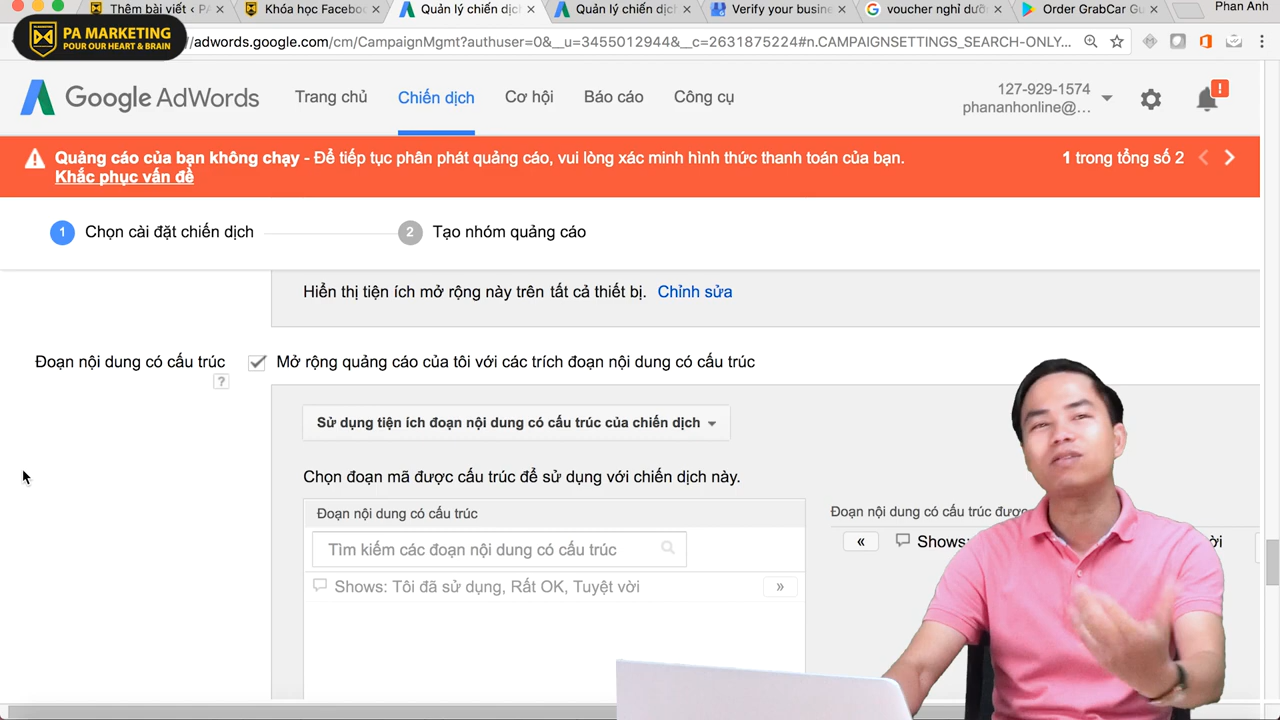 Thêm bài viết ‹ P
Khóa học Facebo
Quản lý chiến dịch
Quản lý chiến dịch
Verify your busine
voucher nghỉ dưỡ
Order GrabCar Gu
Phan Anh
PA MARKETING
POUR OUR HEART & BRAIN
/adwords.google.com/cm/CampaignMgmt?authuser=0&__u=3455012944&__c=2631875224#n.CAMPAIGNSETTINGS_SEARCH-ONLY...
Google AdWords
Trang chủ
Chiến dịch
Cơ hội
Báo cáo
Công cụ
127-929-1574
phananhonline@...
!
Quảng cáo của bạn không chạy - Để tiếp tục phân phát quảng cáo, vui lòng xác minh hình thức thanh toán của bạn.
Khắc phục vấn đề
1 trong tổng số 2
1 Chọn cài đặt chiến dịch
2 Tạo nhóm quảng cáo
Hiển thị tiện ích mở rộng này trên tất cả thiết bị. Chỉnh sửa
Đoạn nội dung có cấu trúc
?
Mở rộng quảng cáo của tôi với các trích đoạn nội dung có cấu trúc
Sử dụng tiện ích đoạn nội dung có cấu trúc của chiến dịch
Chọn đoạn mã được cấu trúc để sử dụng với chiến dịch này.
Đoạn nội dung có cấu trúc
Đoạn nội dung có cấu trúc được
Tìm kiếm các đoạn nội dung có cấu trúc
« Shows:
ời
Shows: Tôi đã sử dụng, Rất OK, Tuyệt vời »